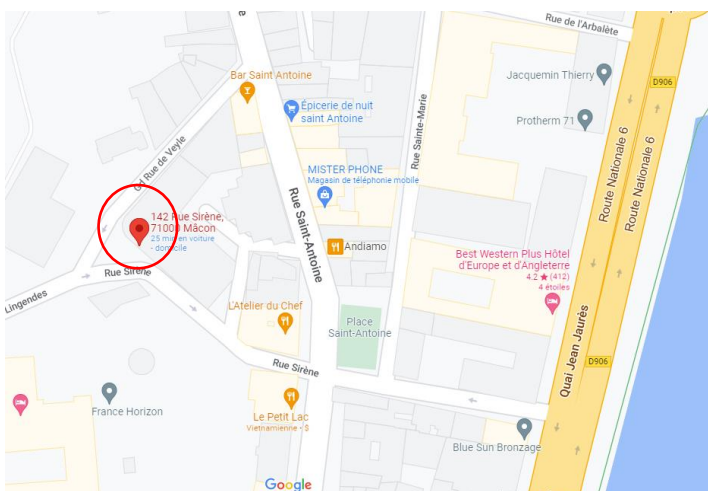 Rue de l'Arbalète
Jacquemin Thierry
D906
Bar Saint Antoine
Épicerie de nuit
saint Antoine
Protherm 71
Rue Sainte-Marie
Route Nationale 6
Route Nationale 6
Gd Rue de Veyle
MISTER PHONE
Magasin de téléphonie mobile
Rue Saint-Antoine
142 Rue Sirène,
71000 Mâcon
25 min en voiture
- domicile
Andiamo
Best Western Plus Hôtel
d'Europe et d'Angleterre
4,2 ★ (412)
4 étoiles
Rue Sirène
Lingendes
L'Atelier du Chef
Place
Saint-Antoine
Quai Jean Jaurès
D906
Rue Sirène
France Horizon
Le Petit Lac
Vietnamienne • $
Blue Sun Bronzage
Google